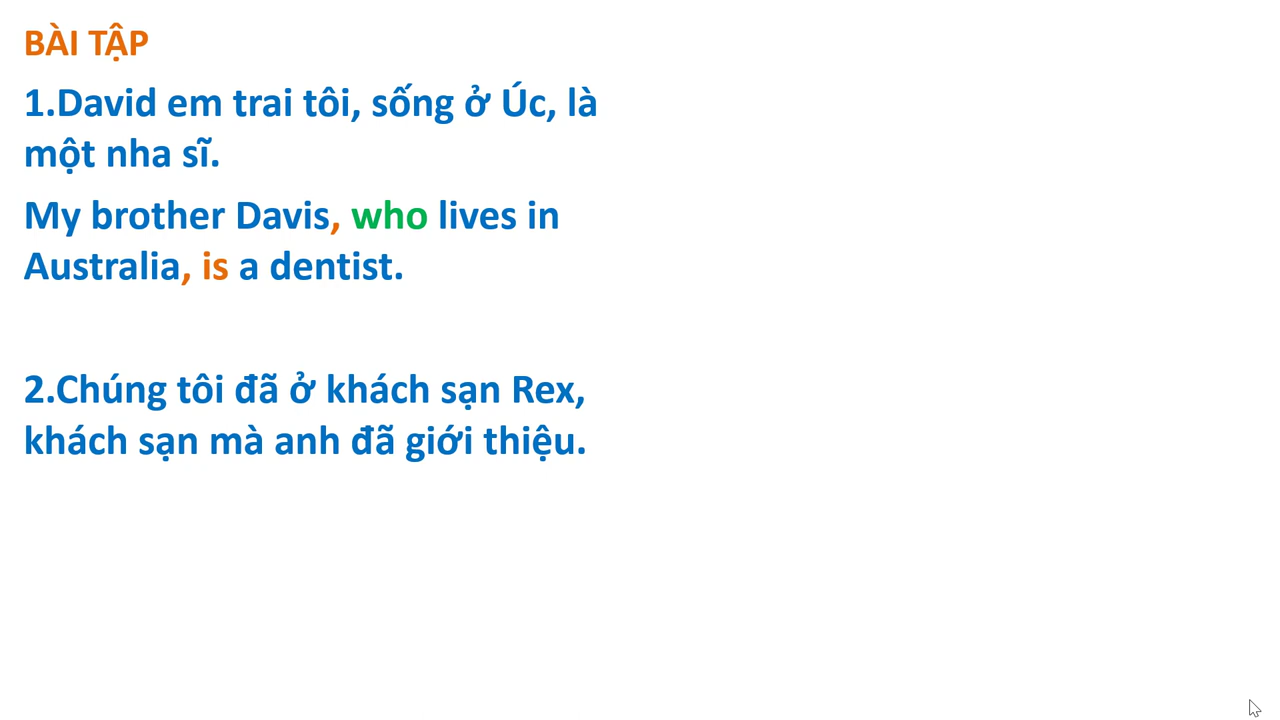 BÀI TẬP
1.David em trai tôi, sống ở Úc, là
một nha sĩ.
My brother Davis, who lives in
Australia, is a dentist.
2.Chúng tôi đã ở khách sạn Rex,
khách sạn mà anh đã giới thiệu.